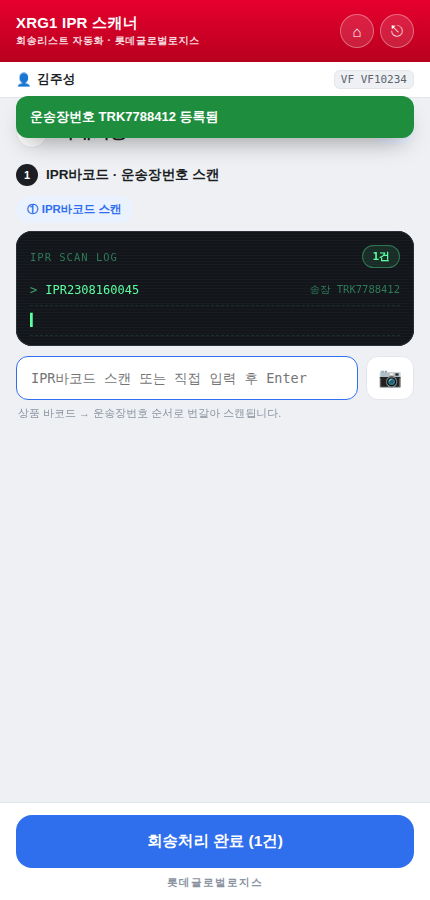 XRG1 IPR 스캐너
회송리스트 자동화 · 롯데글로벌로지스
김주성
VF VF10234
운송장번호 TRK7788412 등록됨
1 IPR바코드 · 운송장번호 스캔
① IPR바코드 스캔
IPR SCAN LOG
1건
> IPR2308160045
송장 TRK7788412
IPR바코드 스캔 또는 직접 입력 후 Enter
상품 바코드 → 운송장번호 순서로 번갈아 스캔됩니다.
회송처리 완료 (1건)
롯데글로벌로지스